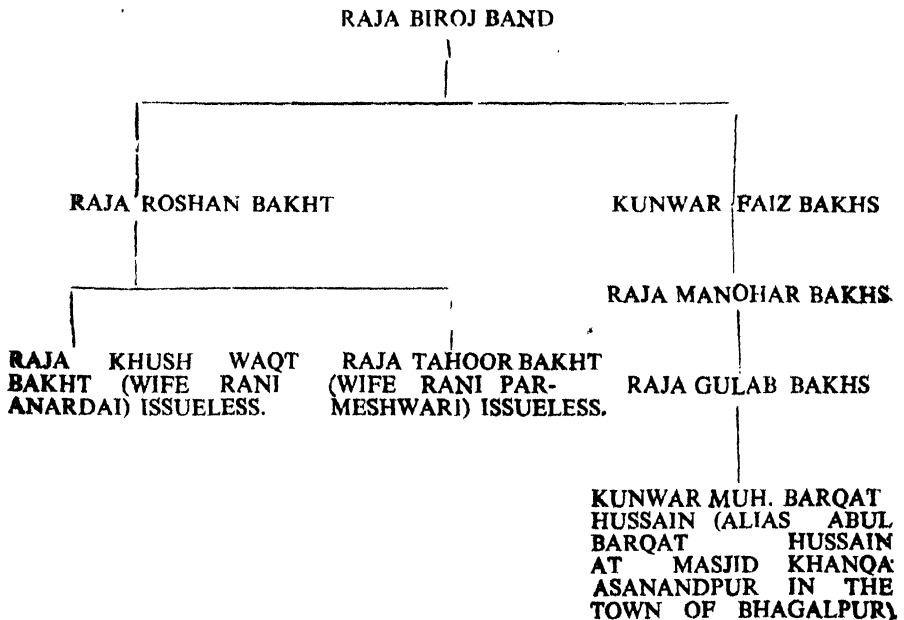 RAJA BIROJ BAND
RAJA ROSHAN BAKHT
KUNWAR FAIZ BAKHS
RAJA MANOHAR BAKHS.
RAJA KHUSH WAQT
BAKHT (WIFE RANI
ANARDAI) ISSUELESS.
RAJA TAHOOR BAKHT
(WIFE RANI PAR-
MESHWARI) ISSUELESS.
RAJA GULAB BAKHS
KUNWAR MUH. BARQAT
HUSSAIN (ALIAS ABUL
BARQAT HUSSAIN
AT MASJID KHANQA
ASANANDPUR IN THE
TOWN OF BHAGALPUR).